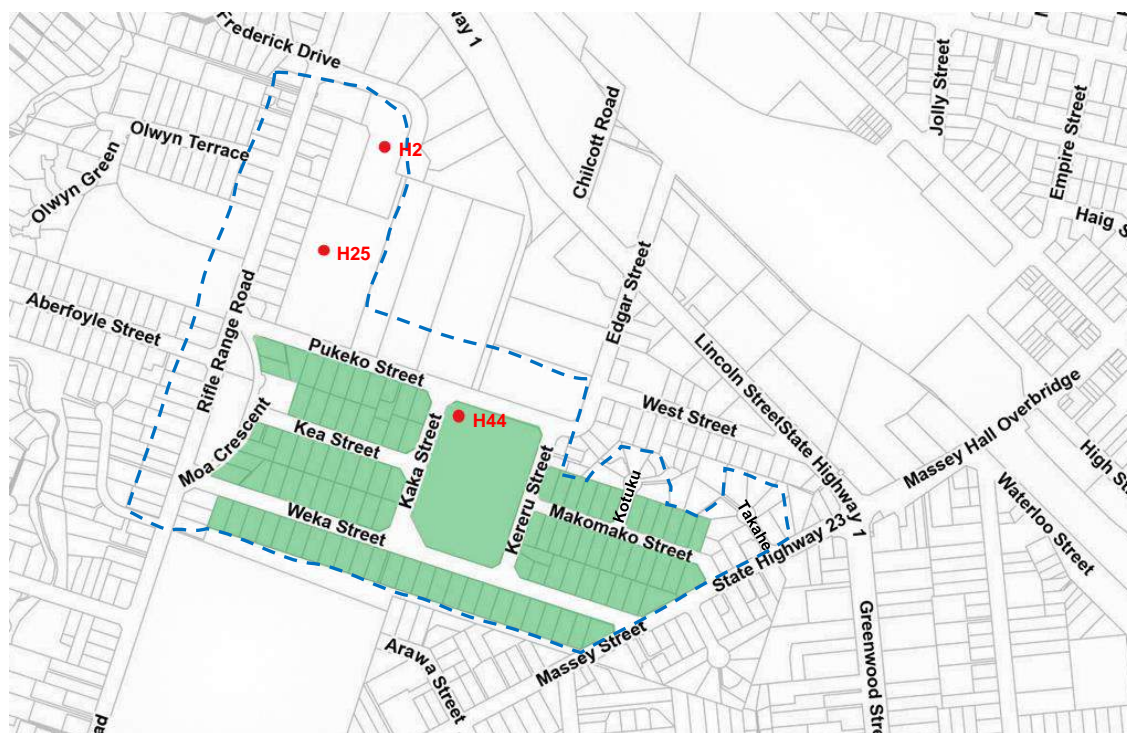 Frederick Drive
way 1
Jolly Street
Empire Street
Olwyn Terrace
H2
Chilcott Road
Olwyn Green
Haig S
H25
Edgar Street
Aberfoyle Street
Rifle Range Road
Lincoln Street
State Highway 1
Pukeko Street
Massey Hall Overbridge
West Street
H44
High St
Kea Street
Moa Crescent
Kaka Street
Kereru Street
Kotuku
Waterloo Street
Weka Street
Makomako Street
Takahe
State Highway 23
Greenwood Stre
Massey Street
Arawa Street
ad